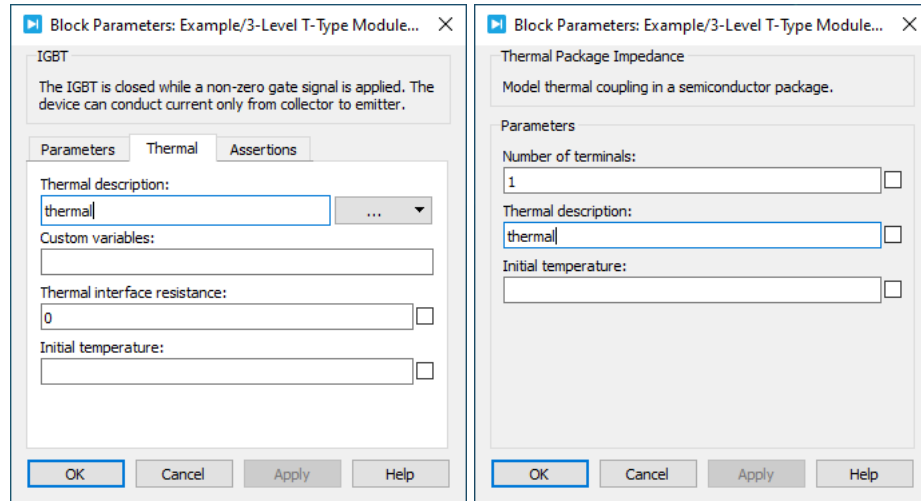 Block Parameters: Example/3-Level T-Type Module...
IGBT
The IGBT is closed while a non-zero gate signal is applied. The
device can conduct current only from collector to emitter.
Parameters
Thermal
Assertions
Thermal description:
thermal
...
Custom variables:
Thermal interface resistance:
0
Initial temperature:
OK
Cancel
Apply
Help
Block Parameters: Example/3-Level T-Type Module...
Thermal Package Impedance
Model thermal coupling in a semiconductor package.
Parameters
Number of terminals:
1
Thermal description:
thermal
Initial temperature:
OK
Cancel
Apply
Help